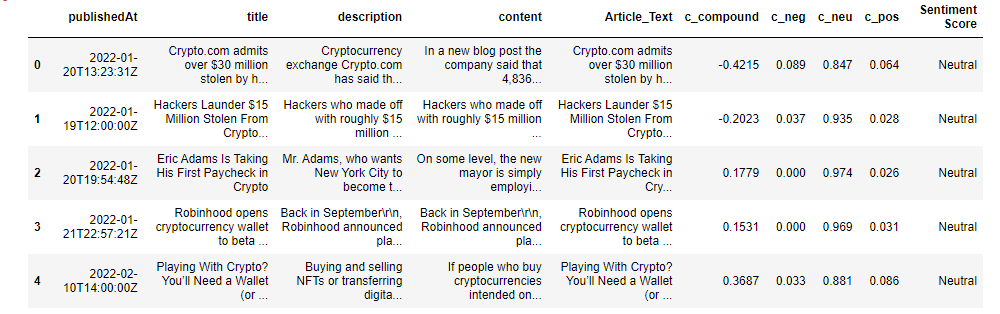 publishedAt title description content Article_Text c_compound c_neg c_neu c_pos Sentiment Score
0 2022-01-20T13:23:31Z Crypto.com admits over $30 million stolen by h... Cryptocurrency exchange Crypto.com has said th... In a new blog post the company said that 4,836... Crypto.com admits over $30 million stolen by h... -0.4215 0.089 0.847 0.064 Neutral
1 2022-01-19T12:00:00Z Hackers Launder $15 Million Stolen From Crypto... Hackers who made off with roughly $15 million ... Hackers who made off with roughly $15 million ... Hackers Launder $15 Million Stolen From Crypto... -0.2023 0.037 0.935 0.028 Neutral
2 2022-01-20T19:54:48Z Eric Adams Is Taking His First Paycheck in Crypto Mr. Adams, who wants New York City to become t... On some level, the new mayor is simply employi... Eric Adams Is Taking His First Paycheck in Cry... 0.1779 0.000 0.974 0.026 Neutral
3 2022-01-21T22:57:21Z Robinhood opens cryptocurrency wallet to beta ... Back in September\r\n, Robinhood announced pla... Back in September\r\n, Robinhood announced pla... Robinhood opens cryptocurrency wallet to beta ... 0.1531 0.000 0.969 0.031 Neutral
4 2022-02-10T14:00:00Z Playing With Crypto? You’ll Need a Wallet (or ... Buying and selling NFTs or transferring digita... If people who buy cryptocurrencies intended on... Playing With Crypto? You’ll Need a Wallet (or ... 0.3687 0.033 0.881 0.086 Neutral